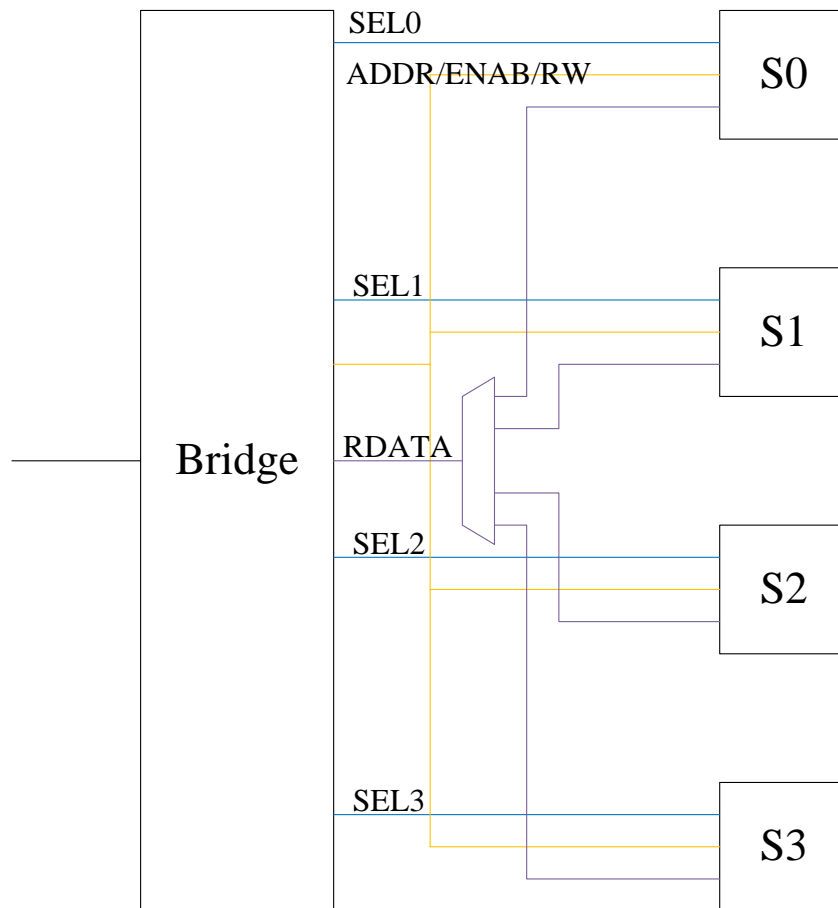 SEL0
ADDR/ENAB/RW
S0
SEL1
S1
RDATA
Bridge
SEL2
S2
SEL3
S3